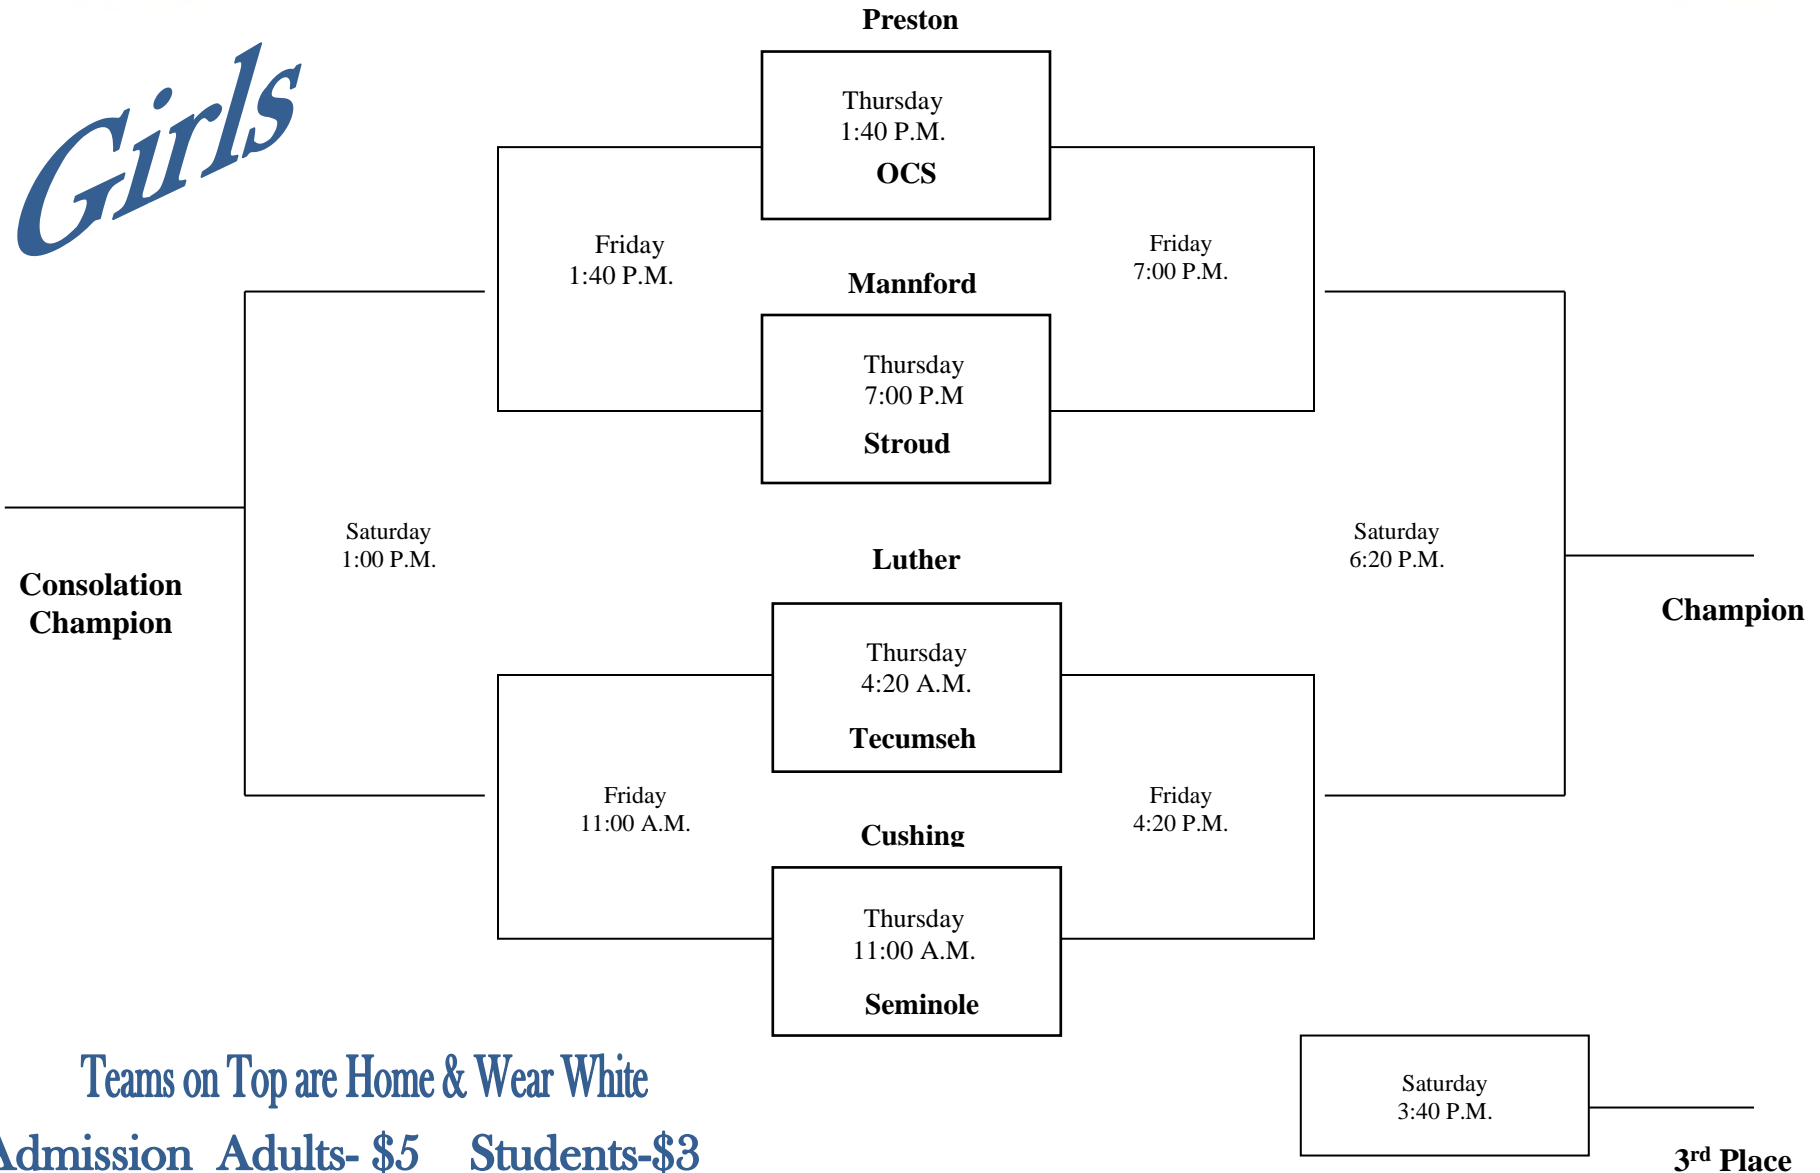 Girls
Preston
Thursday
1:40 P.M.
OCS
Friday
1:40 P.M.
Friday
7:00 P.M.
Mannford
Thursday
7:00 P.M
Stroud
Saturday
1:00 P.M.
Saturday
6:20 P.M.
Luther
Consolation
Champion
Champion
Thursday
4:20 A.M.
Tecumseh
Friday
11:00 A.M.
Friday
4:20 P.M.
Cushing
Thursday
11:00 A.M.
Seminole
Teams on Top are Home & Wear White
Saturday
3:40 P.M.
Admission Adults- $5 Students-$3
3rd Place